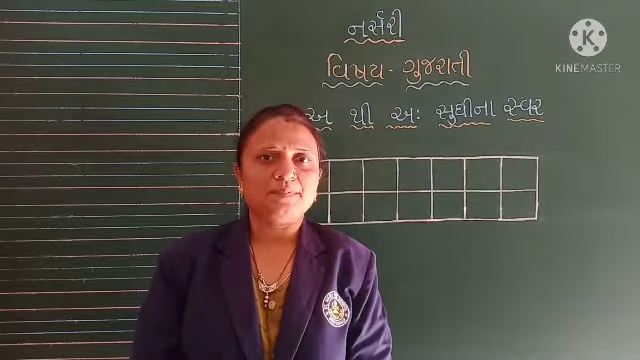 નર્સરી
વિષય - ગુજરાતી
અ થી અઃ સુધીના સ્વર
KINEMASTER